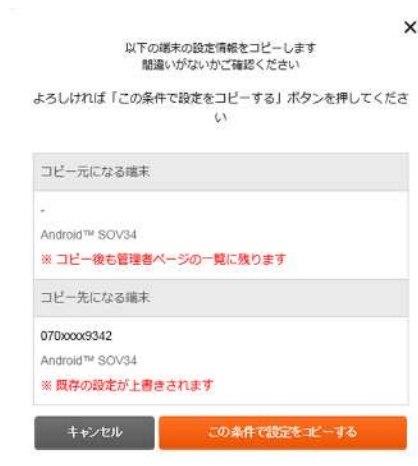 ×
以下の端末の設定情報をコピーします
間違いがないかご確認ください
よろしければ「この条件で設定をコピーする」ボタンを押してくださ
い
コピー元になる端末
-
Android™ SOV34
※ コピー後も管理者ページの一覧に残ります
コピー先になる端末
070xxxx9342
Android™ SOV34
※ 既存の設定が上書きされます
キャンセル
この条件で設定をコピーする